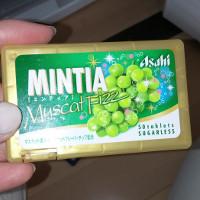 Asahi
MINTIA
[ミンティア]
Muscat Fizz
50tablets
SUGARLESS